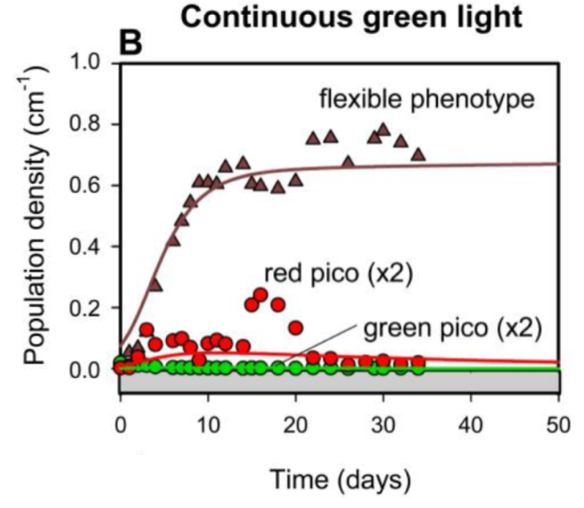 Continuous green light
B
Population density (cm⁻¹)
1.0
0.8
0.6
0.4
0.2
0.0
flexible phenotype
red pico (x2)
green pico (x2)
0 10 20 30 40 50
Time (days)